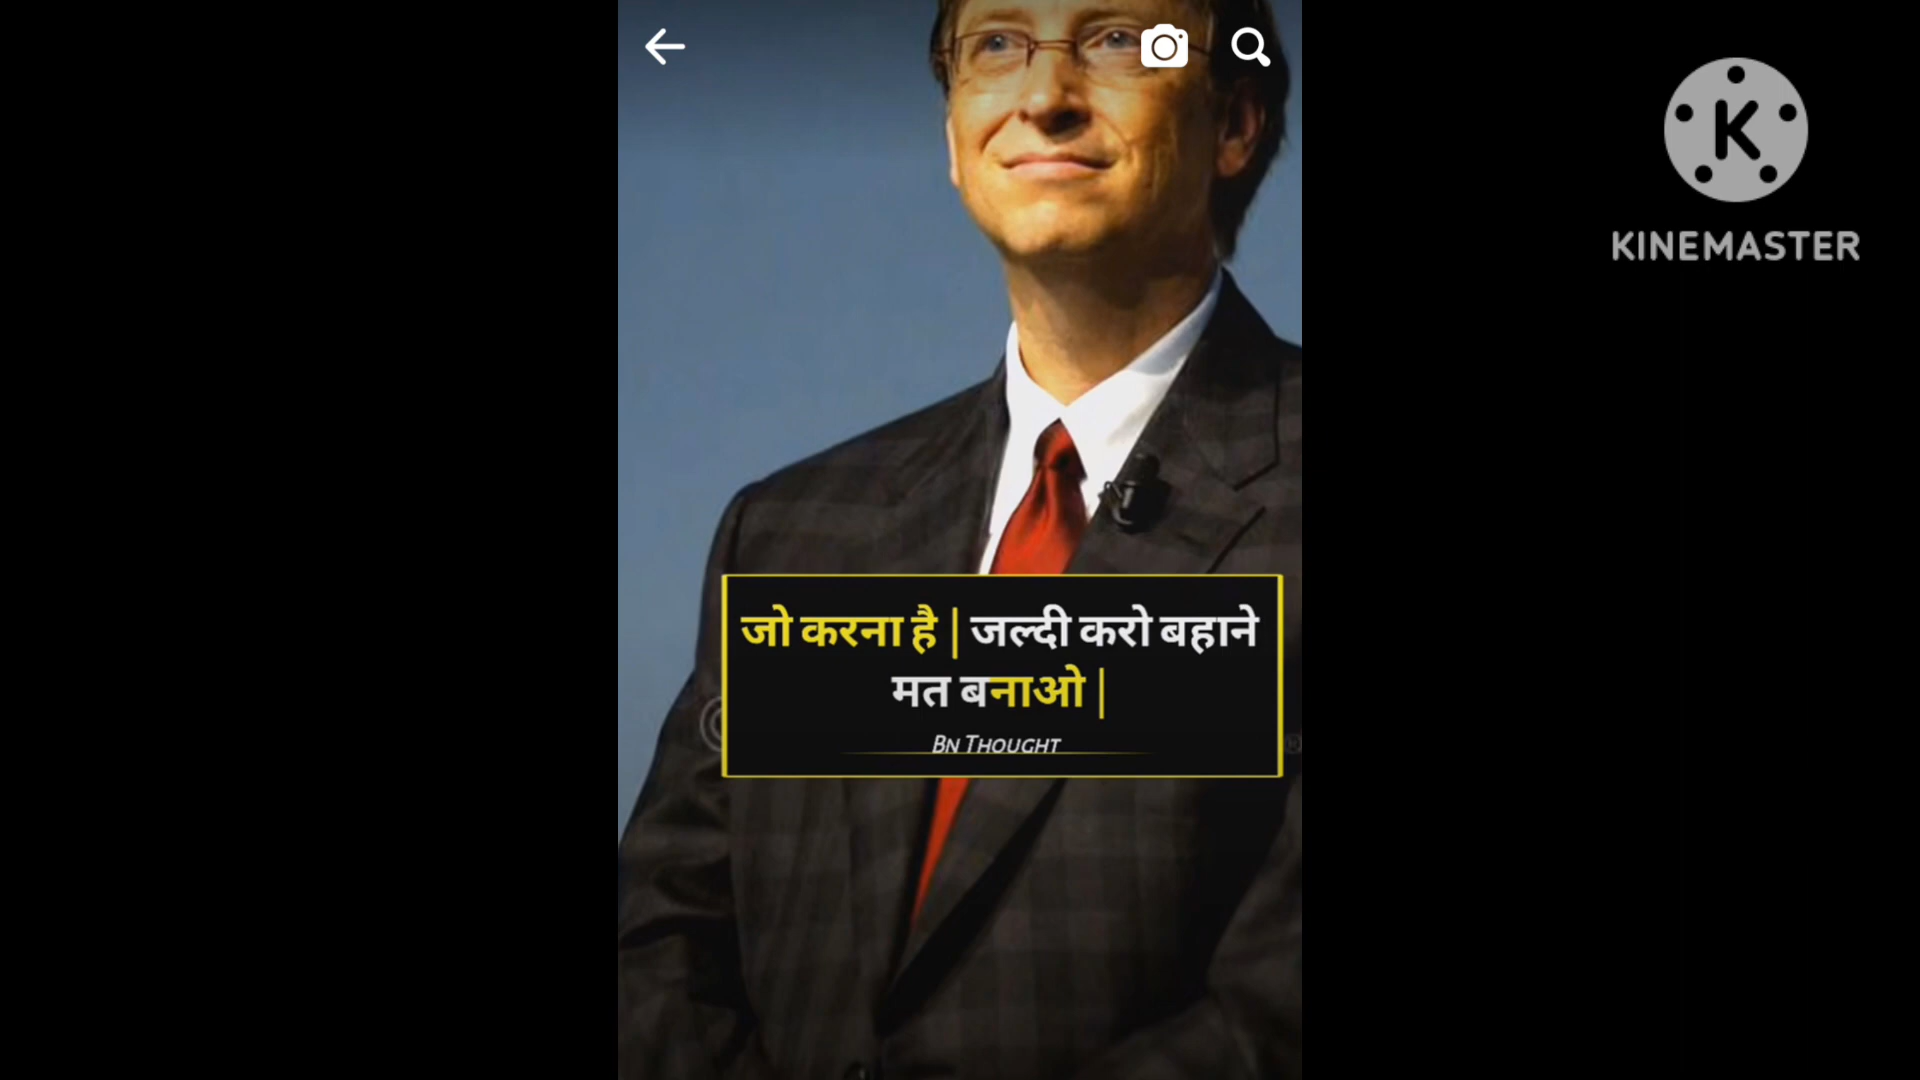 KINEMASTER
जो करना है | जल्दी करो बहाने
मत बनाओ |
BN THOUGHT